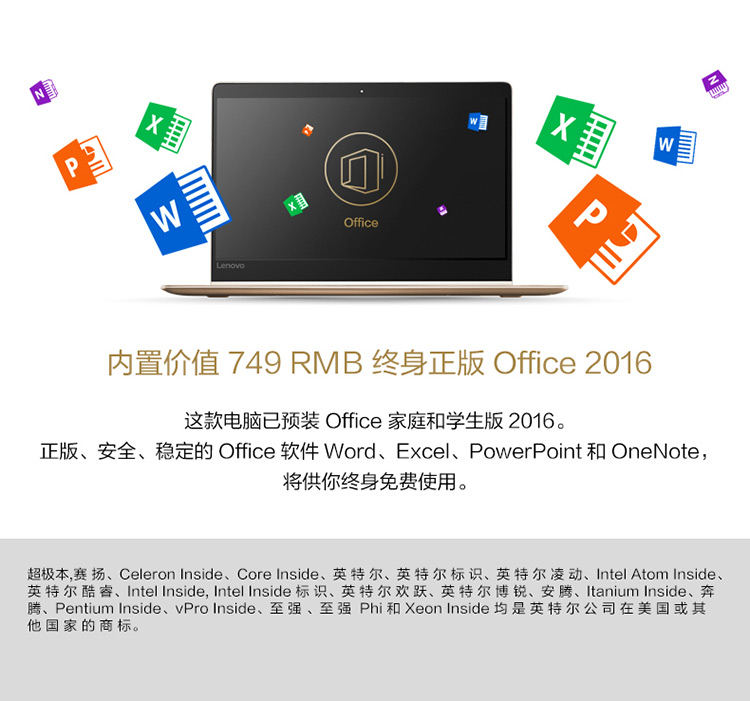 N
X
P
W
P
W
X
Office
N
Lenovo
X
N
W
P
内置价值 749 RMB 终身正版 Office 2016
这款电脑已预装 Office 家庭和学生版 2016。
正版、安全、稳定的 Office 软件 Word、Excel、PowerPoint 和 OneNote，
将供你终身免费使用。
超极本,赛扬、Celeron Inside、Core Inside、英特尔、英特尔标识、英特尔凌动、Intel Atom Inside、
英特尔酷睿、Intel Inside, Intel Inside 标识、英特尔欢跃、英特尔博锐、安腾、Itanium Inside、奔
腾、Pentium Inside、vPro Inside、至强、至强 Phi 和 Xeon Inside 均是英特尔公司在美国或其
他国家的商标。